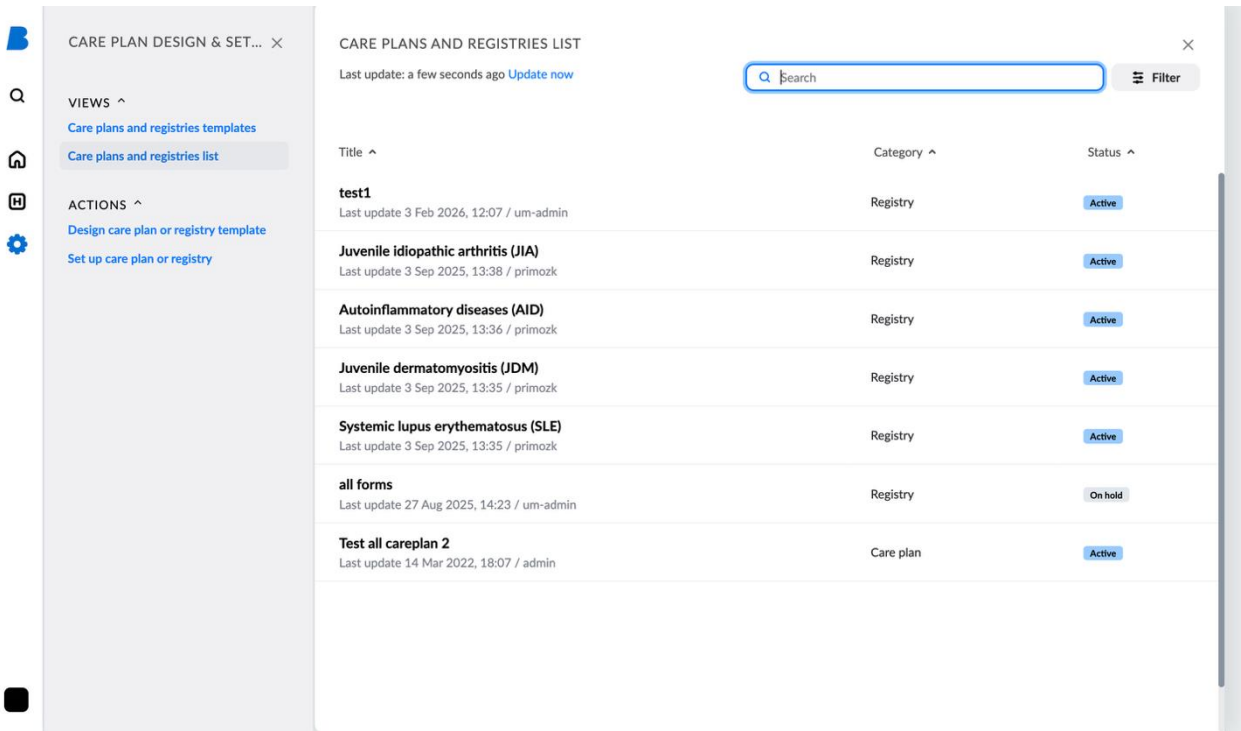 CARE PLAN DESIGN & SET...
VIEWS
Care plans and registries templates
Care plans and registries list
ACTIONS
Design care plan or registry template
Set up care plan or registry
CARE PLANS AND REGISTRIES LIST
Last update: a few seconds ago Update now
Search
Filter
Title Category Status
test1
Last update 3 Feb 2026, 12:07 / um-admin
Registry
Active
Juvenile idiopathic arthritis (JIA)
Last update 3 Sep 2025, 13:38 / primozk
Registry
Active
Autoinflammatory diseases (AID)
Last update 3 Sep 2025, 13:36 / primozk
Registry
Active
Juvenile dermatomyositis (JDM)
Last update 3 Sep 2025, 13:35 / primozk
Registry
Active
Systemic lupus erythematosus (SLE)
Last update 3 Sep 2025, 13:35 / primozk
Registry
Active
all forms
Last update 27 Aug 2025, 14:23 / um-admin
Registry
On hold
Test all careplan 2
Last update 14 Mar 2022, 18:07 / admin
Care plan
Active